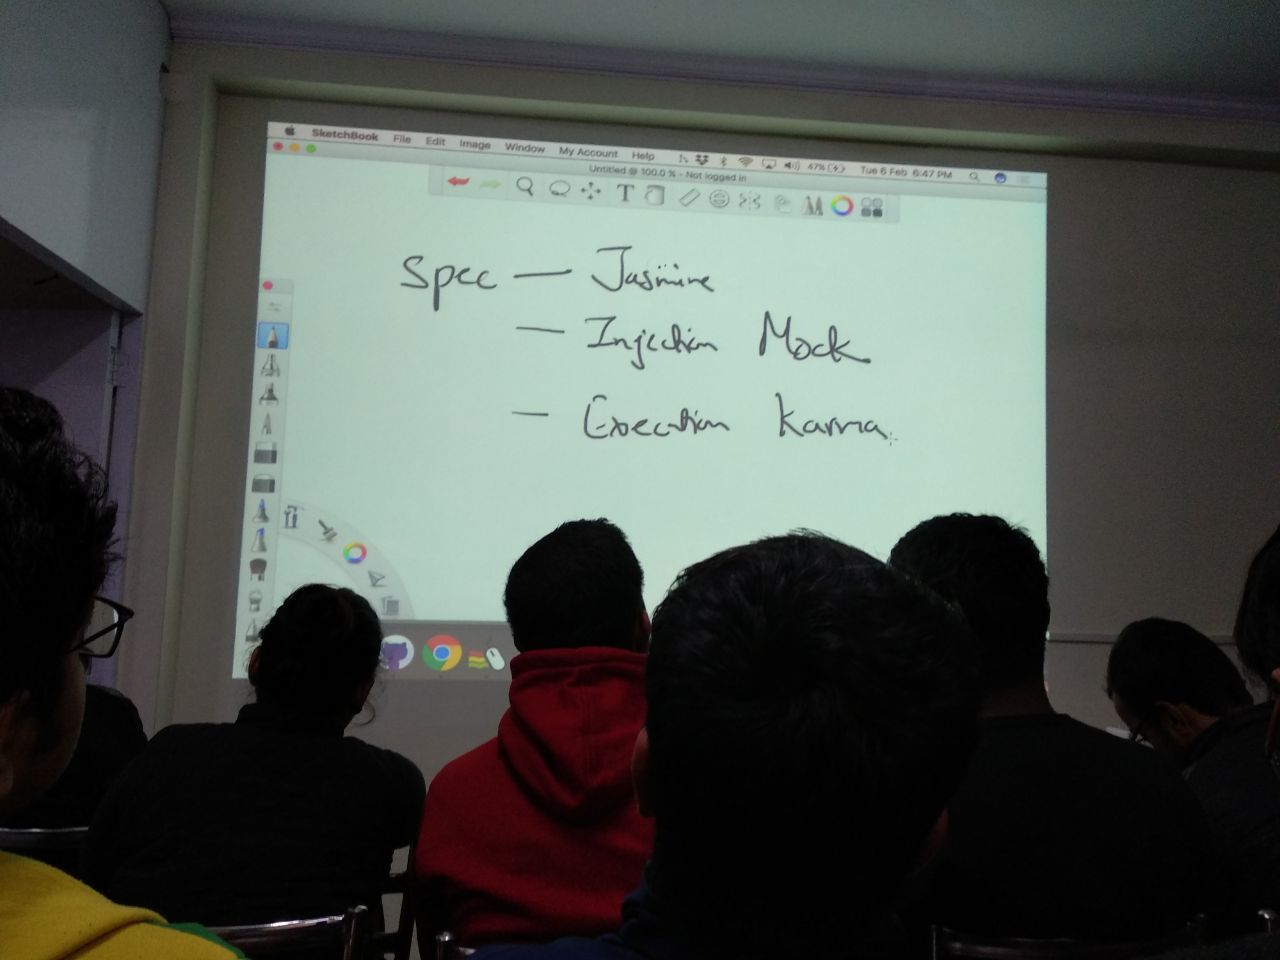 SketchBook File Edit Image Window My Account Help 47% Tue 6 Feb 6:47 PM
Untitled @ 100.0 % - Not logged in
T
Spec — Jasmine
— Injection Mock
— Execution Karma